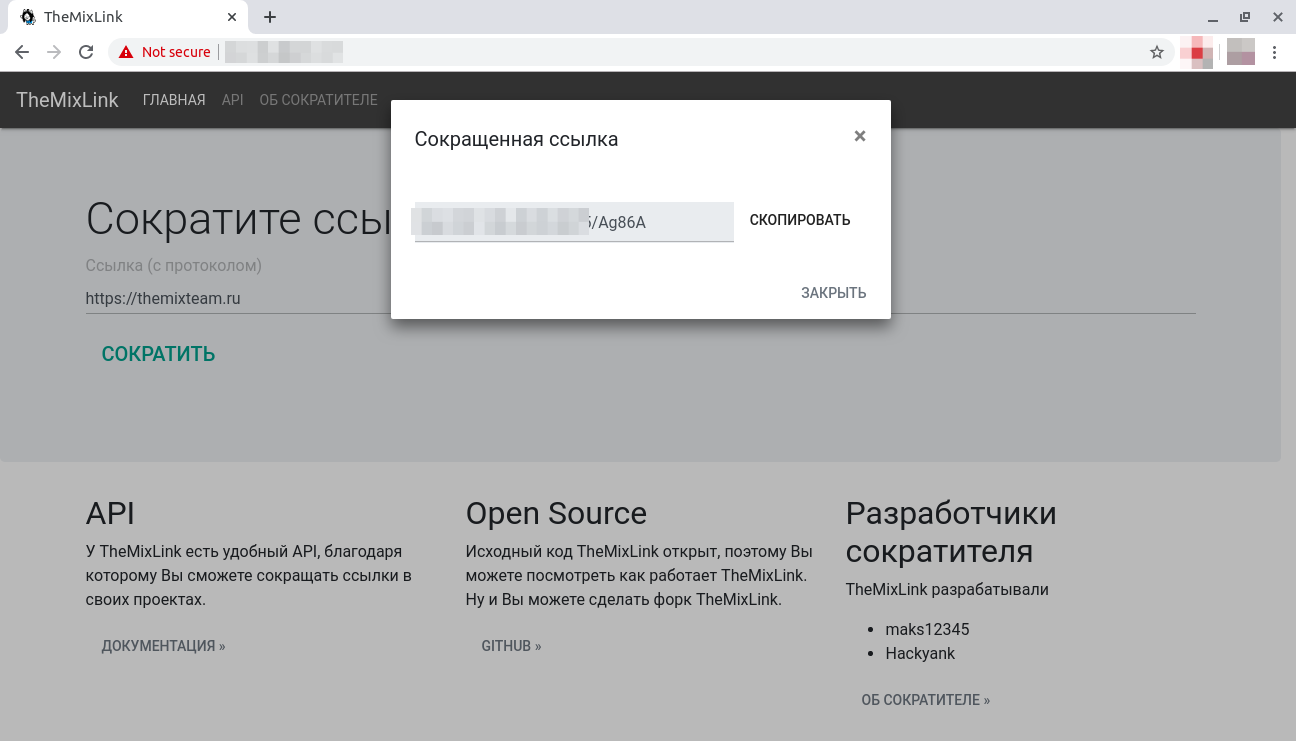 TheMixLink
Not secure
TheMixLink ГЛАВНАЯ API ОБ СОКРАТИТЕЛЕ
Сокращенная ссылка ×
/Ag86A СКОПИРОВАТЬ
ЗАКРЫТЬ
Сократите ссы
Ссылка (с протоколом)
https://themixteam.ru
СОКРАТИТЬ
API
У TheMixLink есть удобный API, благодаря
которому Вы сможете сокращать ссылки в
своих проектах.
ДОКУМЕНТАЦИЯ »
Open Source
Исходный код TheMixLink открыт, поэтому Вы
можете посмотреть как работает TheMixLink.
Ну и Вы можете сделать форк TheMixLink.
GITHUB »
Разработчики
сократителя
TheMixLink разрабатывали
• maks12345
• Hackyank
ОБ СОКРАТИТЕЛЕ »